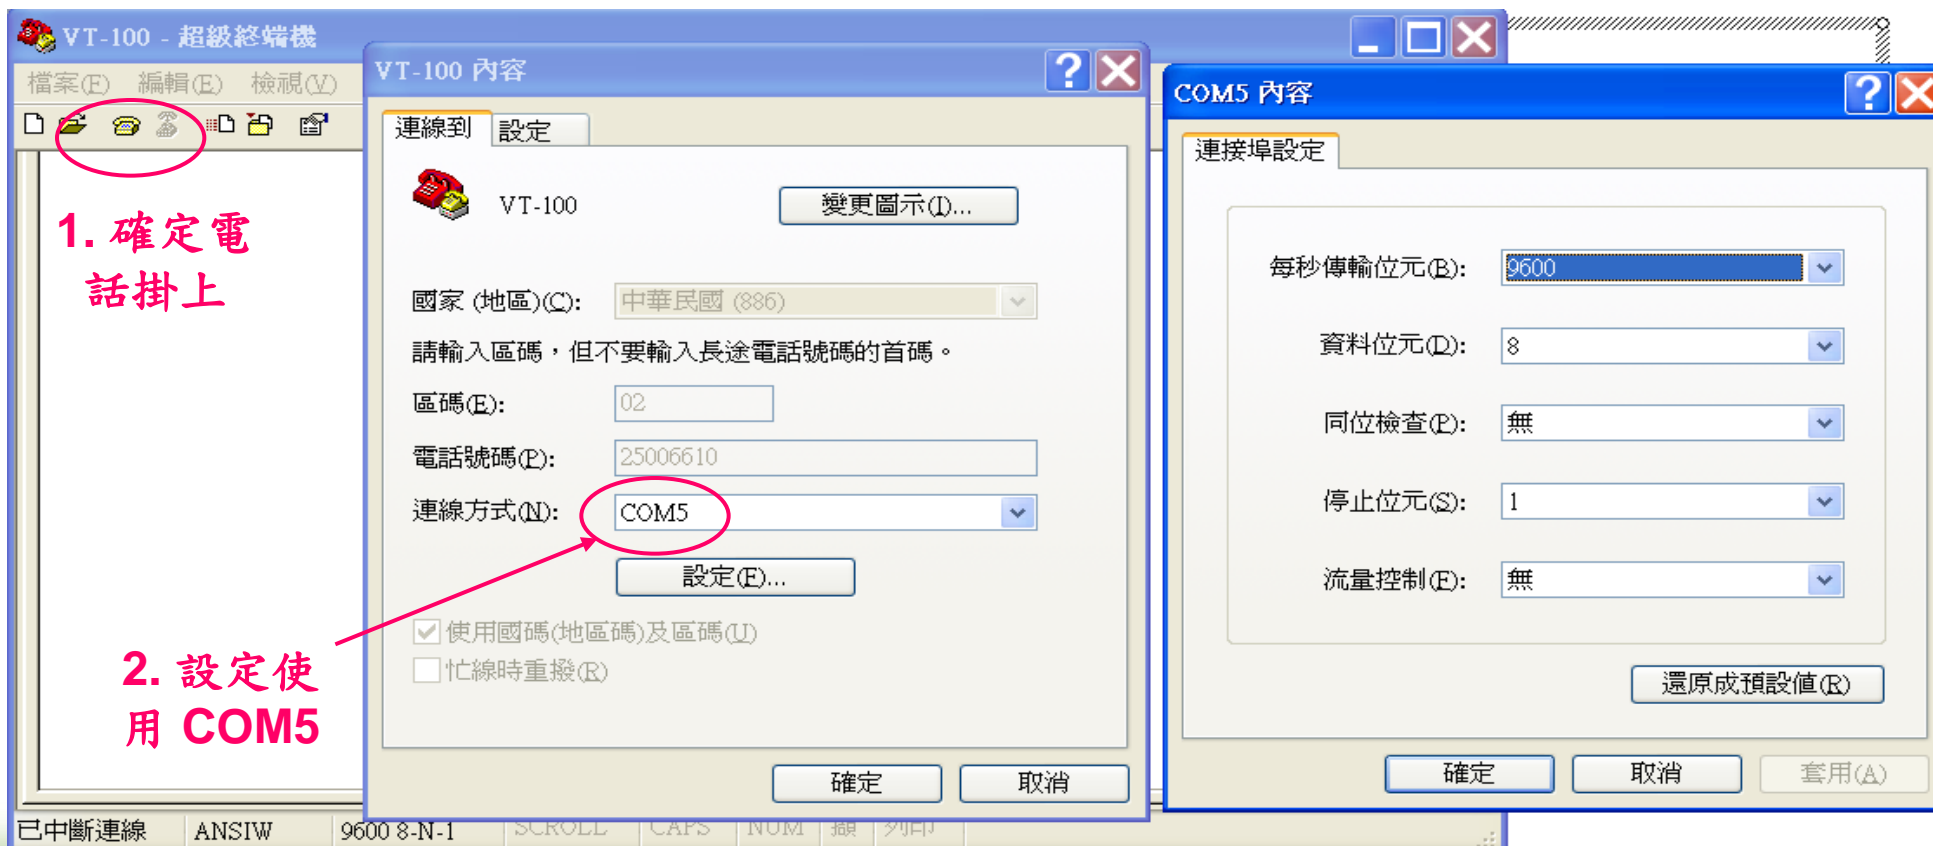 VT-100 - 超級終端機
檔案(F) 編輯(E) 檢視(V)
1. 確定電
話掛上
2. 設定使
用 COM5
已中斷連線 ANSIW 9600 8-N-1 SCROLL CAPS NUM 擷 列印
VT-100 內容
連線到 設定
VT-100
變更圖示(I)...
國家 (地區)(C): 中華民國 (886)
請輸入區碼，但不要輸入長途電話號碼的首碼。
區碼(E): 02
電話號碼(P): 25006610
連線方式(N): COM5
設定(F)...
使用國碼(地區碼)及區碼(U)
忙線時重撥(R)
確定 取消
COM5 內容
連接埠設定
每秒傳輸位元(B): 9600
資料位元(D): 8
同位檢查(P): 無
停止位元(S): 1
流量控制(F): 無
還原成預設值(R)
確定 取消 套用(A)